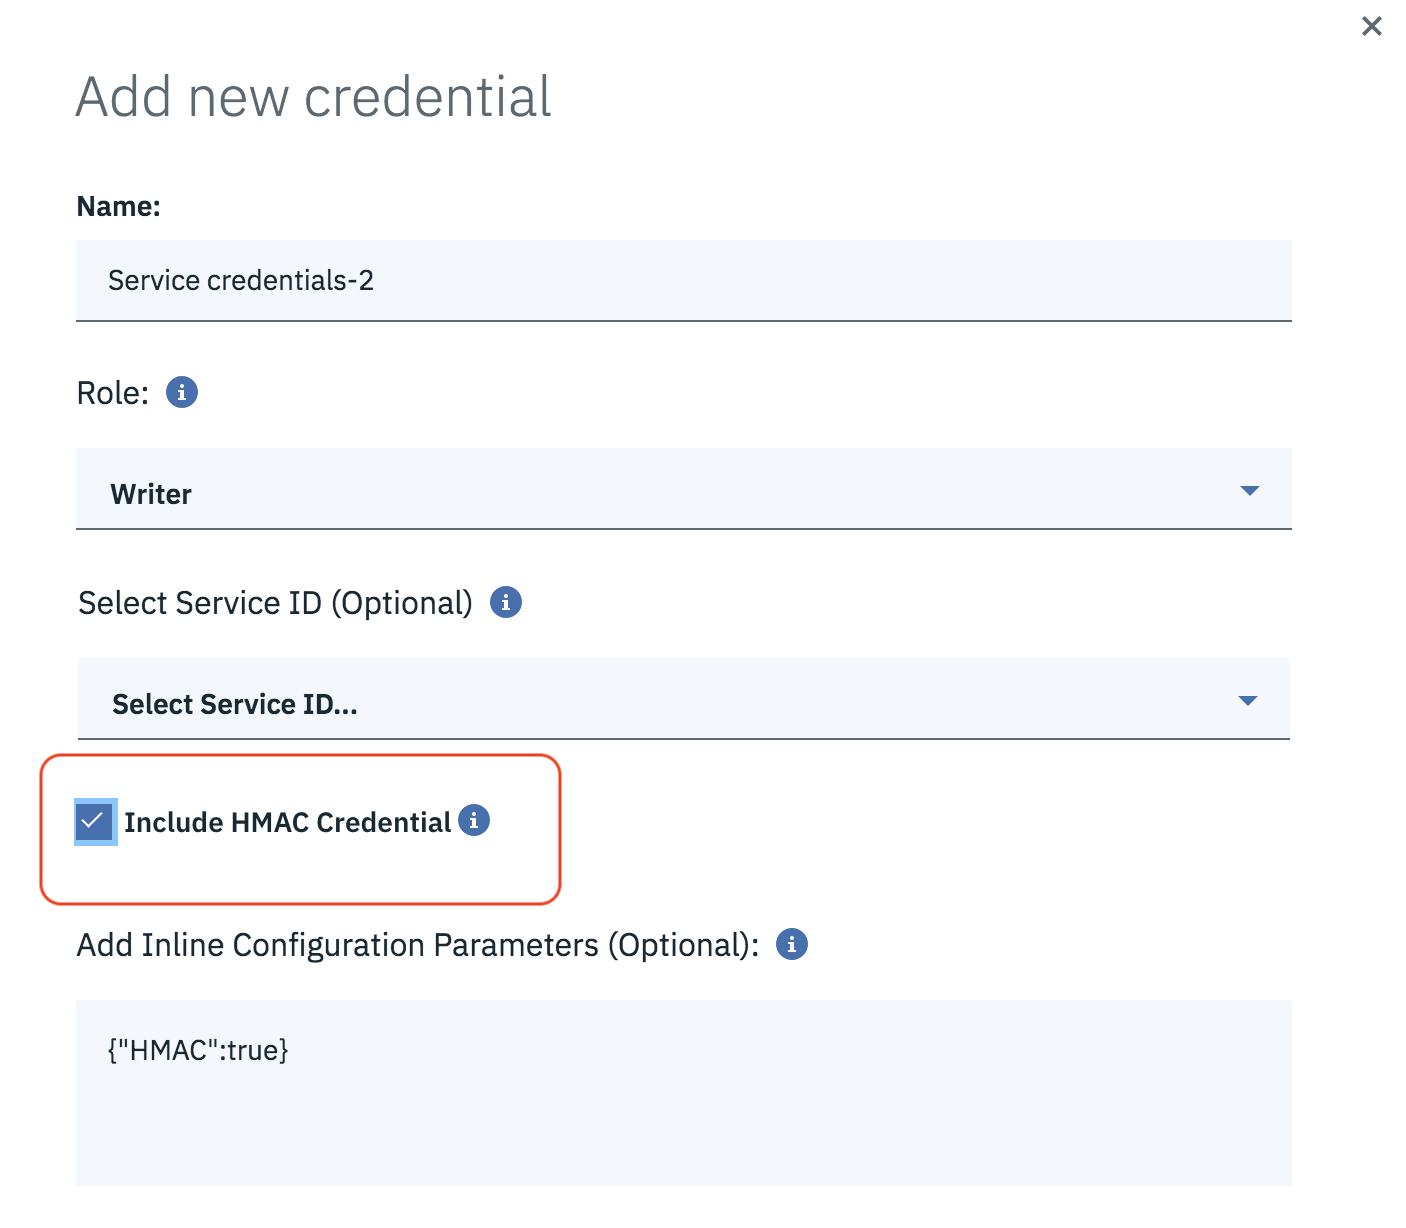 Add new credential
Name:
Service credentials-2
Role:
Writer
Select Service ID (Optional)
Select Service ID...
Include HMAC Credential
Add Inline Configuration Parameters (Optional):
{"HMAC":true}